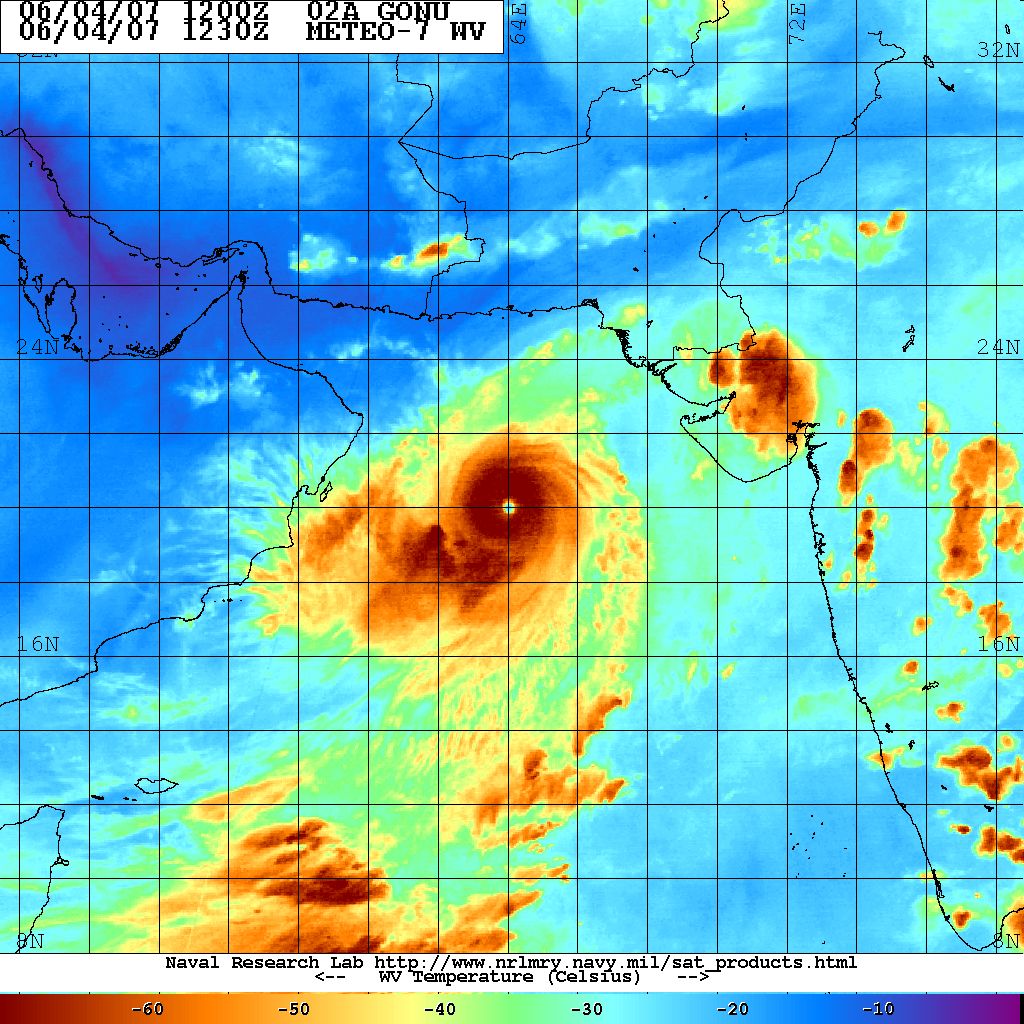 06/04/07 1200Z 02A GONU
06/04/07 1230Z METEO-7 WV
64E
72E
32N
32N
24N
24N
16N
16N
8N
8N
Naval Research Lab http://www.nrlmry.navy.mil/sat_products.html
<-- WV Temperature (Celsius) -->
-60 -50 -40 -30 -20 -10